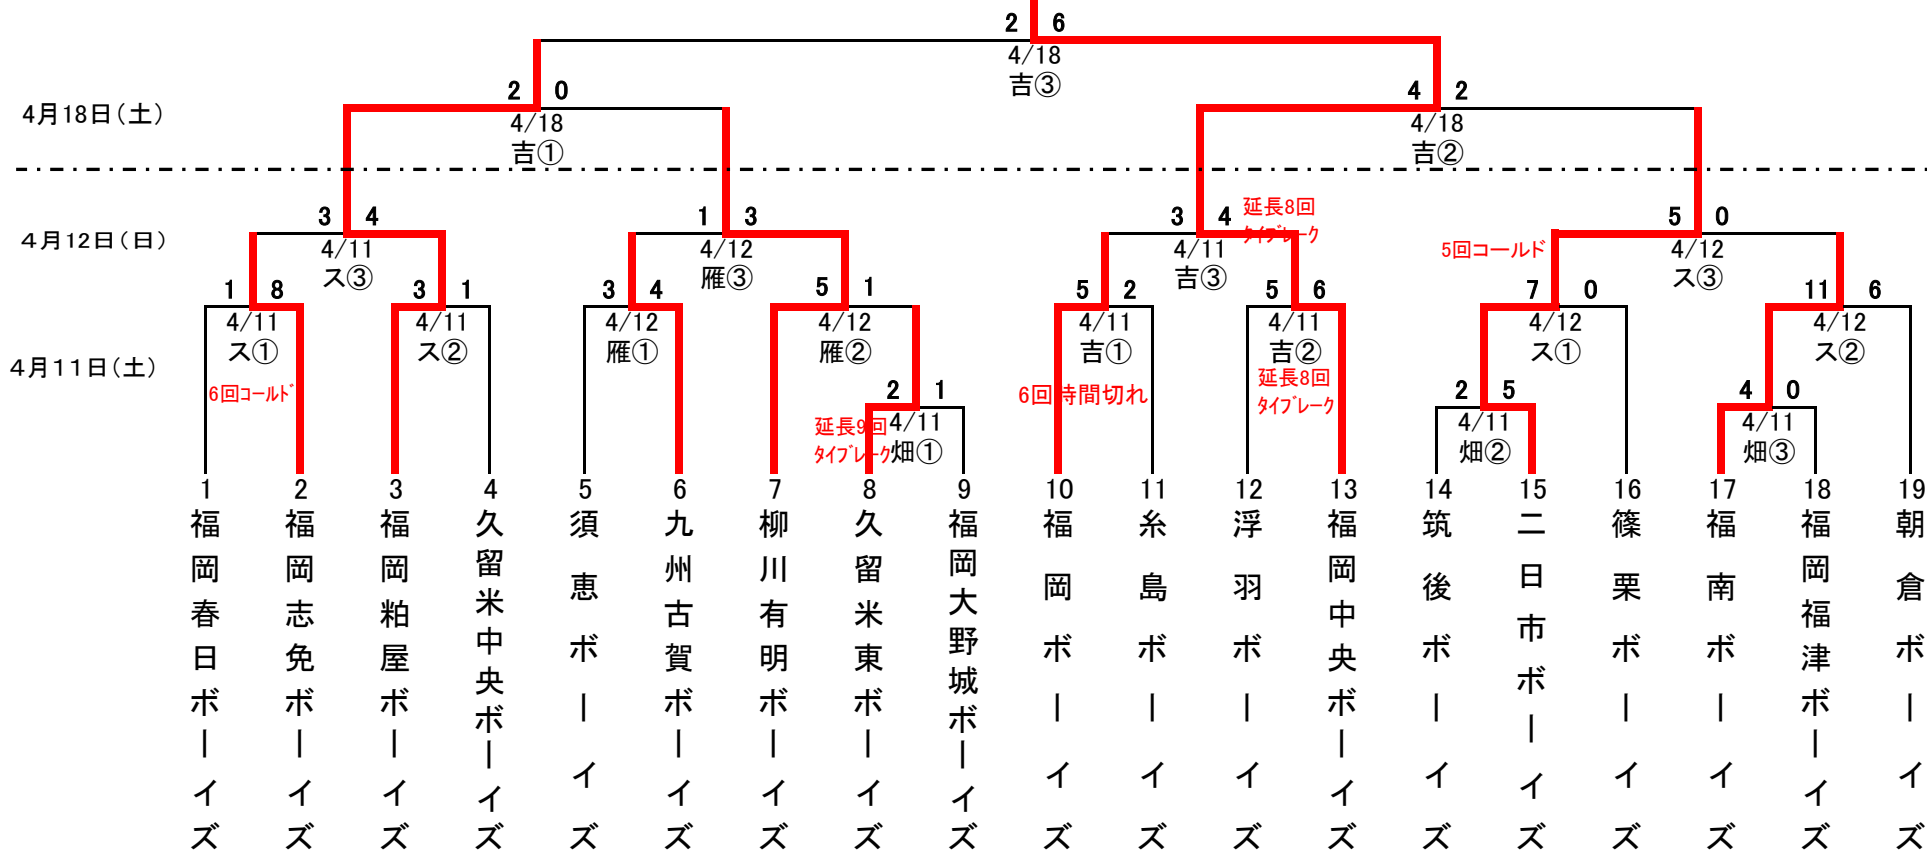 2 6
4/18
吉③
4月18日(土)
2 0
4/18
吉①
4 2
4/18
吉②
4月12日(日)
3 4
4/11
ス③
1 3
4/12
雁③
3 4
延長8回
タイブレーク
4/11
吉③
5 0
5回コールド
4/12
ス③
4月11日(土)
1 8
4/11
ス①
6回コールド
3 1
4/11
ス②
3 4
4/12
雁①
5 1
4/12
雁②
2 1
延長9回
タイブレーク
4/11
畑①
5 2
4/11
吉①
6回時間切れ
5 6
4/11
吉②
延長8回
タイブレーク
7 0
4/12
ス①
2 5
4/11
畑②
11 6
4/12
ス②
4 0
4/11
畑③
1
福岡春日ボーイズ
2
福岡志免ボーイズ
3
福岡粕屋ボーイズ
4
久留米中央ボーイズ
5
須恵ボーイズ
6
九州古賀ボーイズ
7
柳川有明ボーイズ
8
久留米東ボーイズ
9
福岡大野城ボーイズ
10
福岡ボーイズ
11
糸島ボーイズ
12
浮羽ボーイズ
13
福岡中央ボーイズ
14
筑後ボーイズ
15
二日市ボーイズ
16
篠栗ボーイズ
17
福南ボーイズ
18
福岡福津ボーイズ
19
朝倉ボーイズ